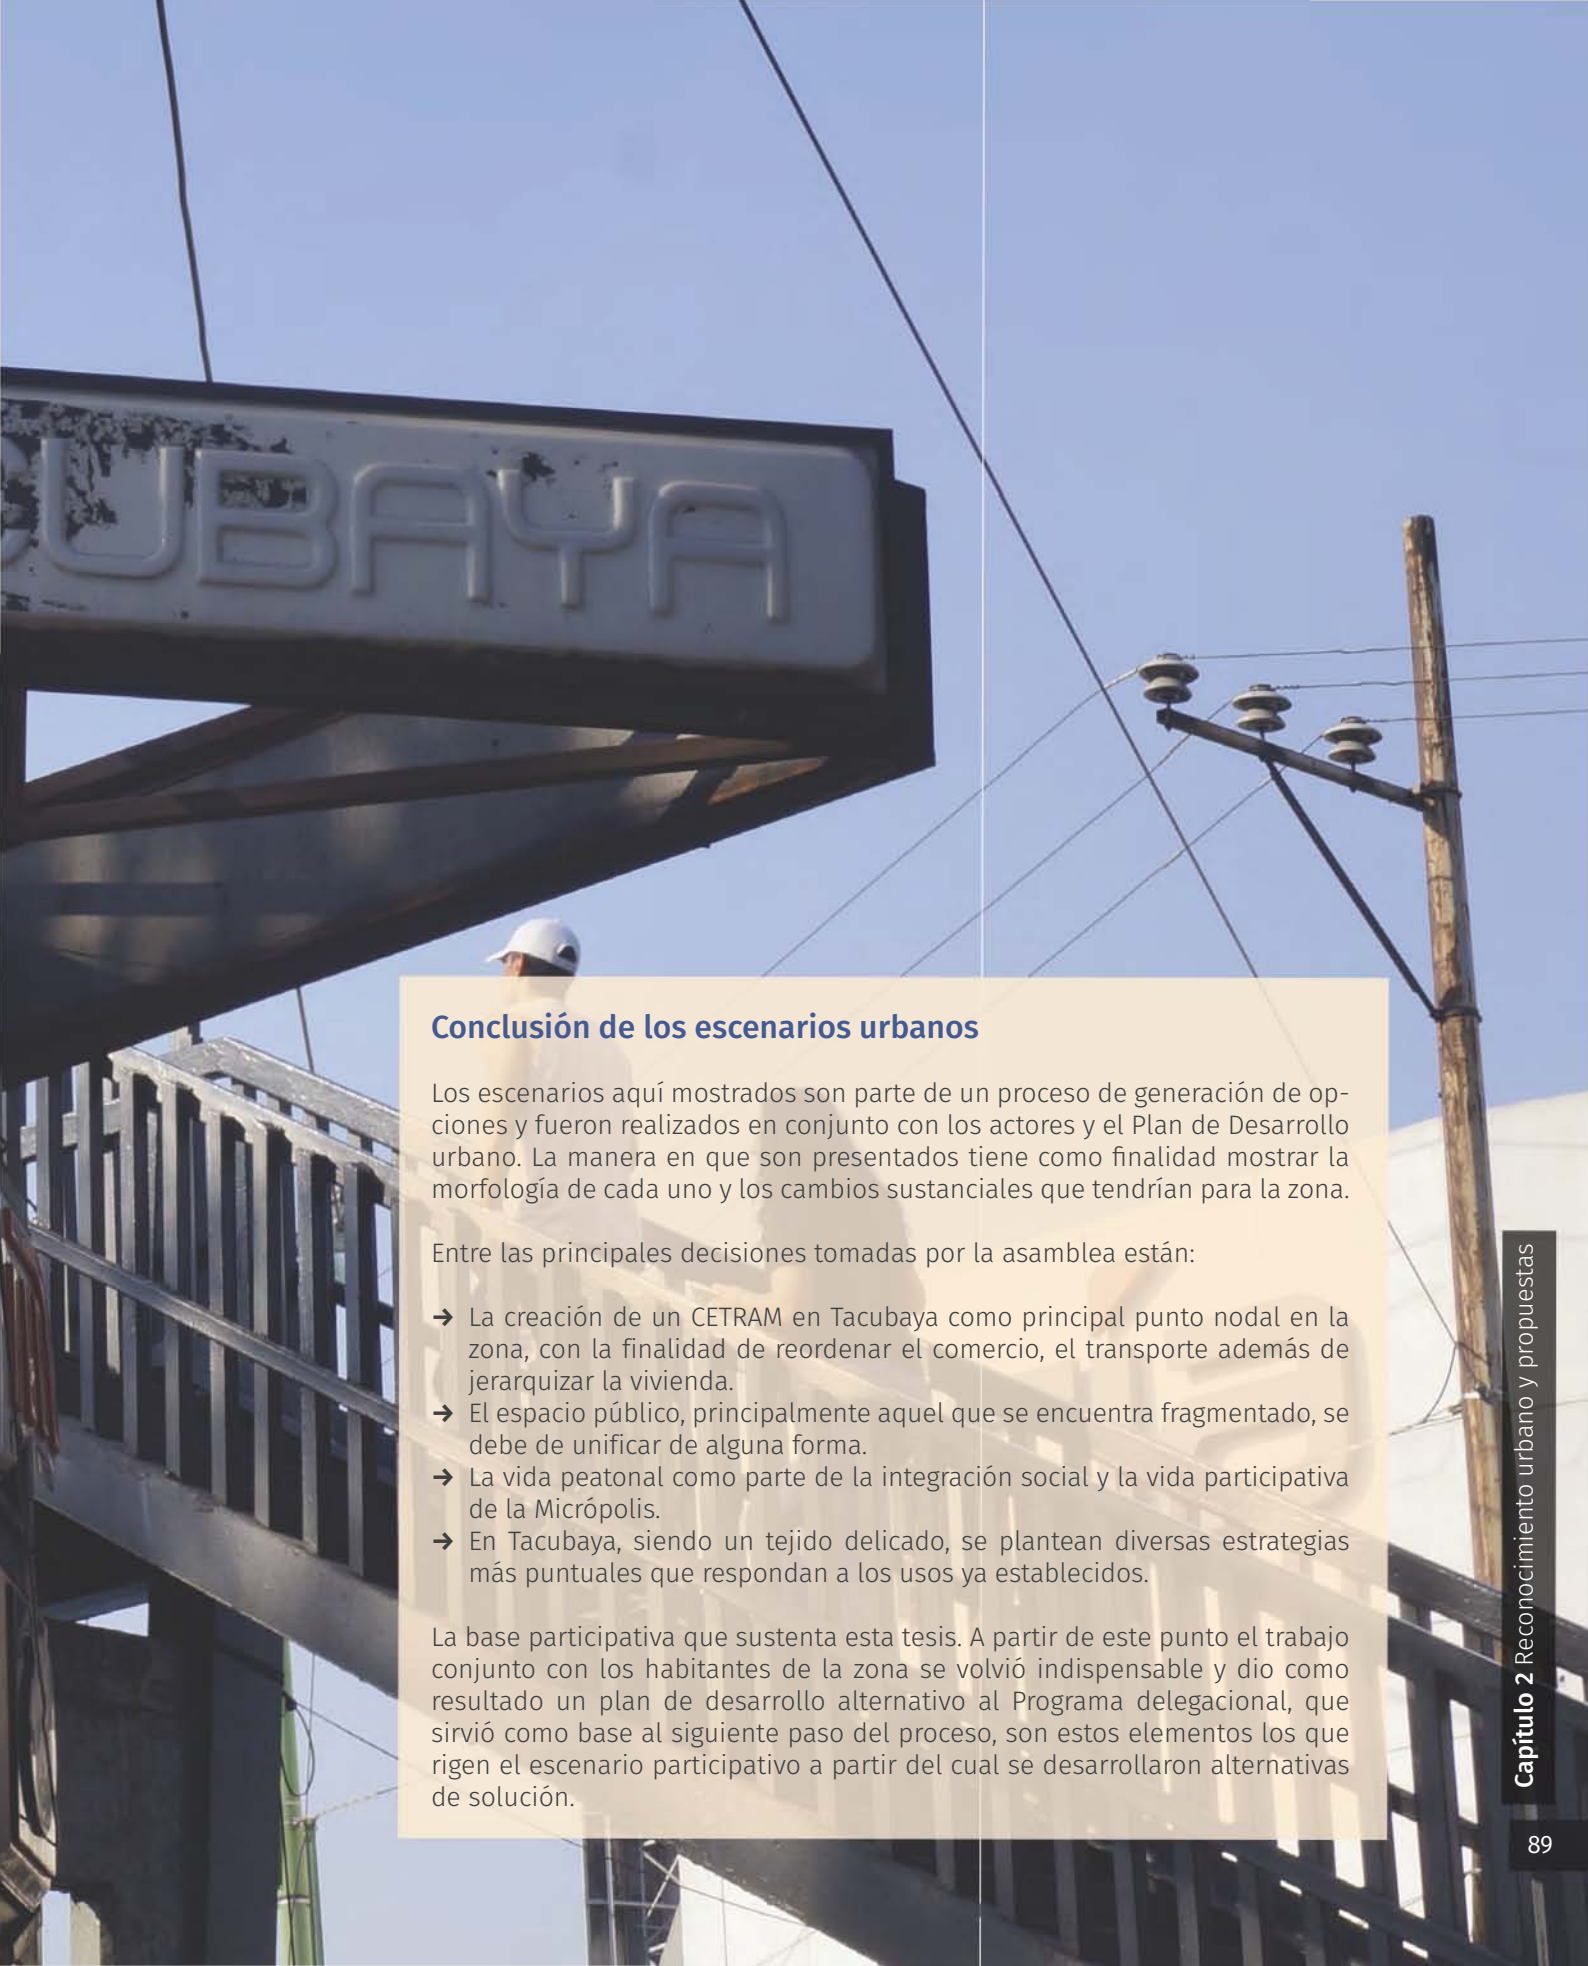 CUBAYA
Conclusión de los escenarios urbanos
Los escenarios aquí mostrados son parte de un proceso de generación de op-
ciones y fueron realizados en conjunto con los actores y el Plan de Desarrollo
urbano. La manera en que son presentados tiene como finalidad mostrar la
morfología de cada uno y los cambios sustanciales que tendrían para la zona.
Entre las principales decisiones tomadas por la asamblea están:
→ La creación de un CETRAM en Tacubaya como principal punto nodal en la
zona, con la finalidad de reordenar el comercio, el transporte además de
jerarquizar la vivienda.
→ El espacio público, principalmente aquel que se encuentra fragmentado, se
debe de unificar de alguna forma.
→ La vida peatonal como parte de la integración social y la vida participativa
de la Micrópolis.
→ En Tacubaya, siendo un tejido delicado, se plantean diversas estrategias
más puntuales que respondan a los usos ya establecidos.
La base participativa que sustenta esta tesis. A partir de este punto el trabajo
conjunto con los habitantes de la zona se volvió indispensable y dio como
resultado un plan de desarrollo alternativo al Programa delegacional, que
sirvió como base al siguiente paso del proceso, son estos elementos los que
rigen el escenario participativo a partir del cual se desarrollaron alternativas
de solución.
Capítulo 2 Reconocimiento urbano y propuestas
89